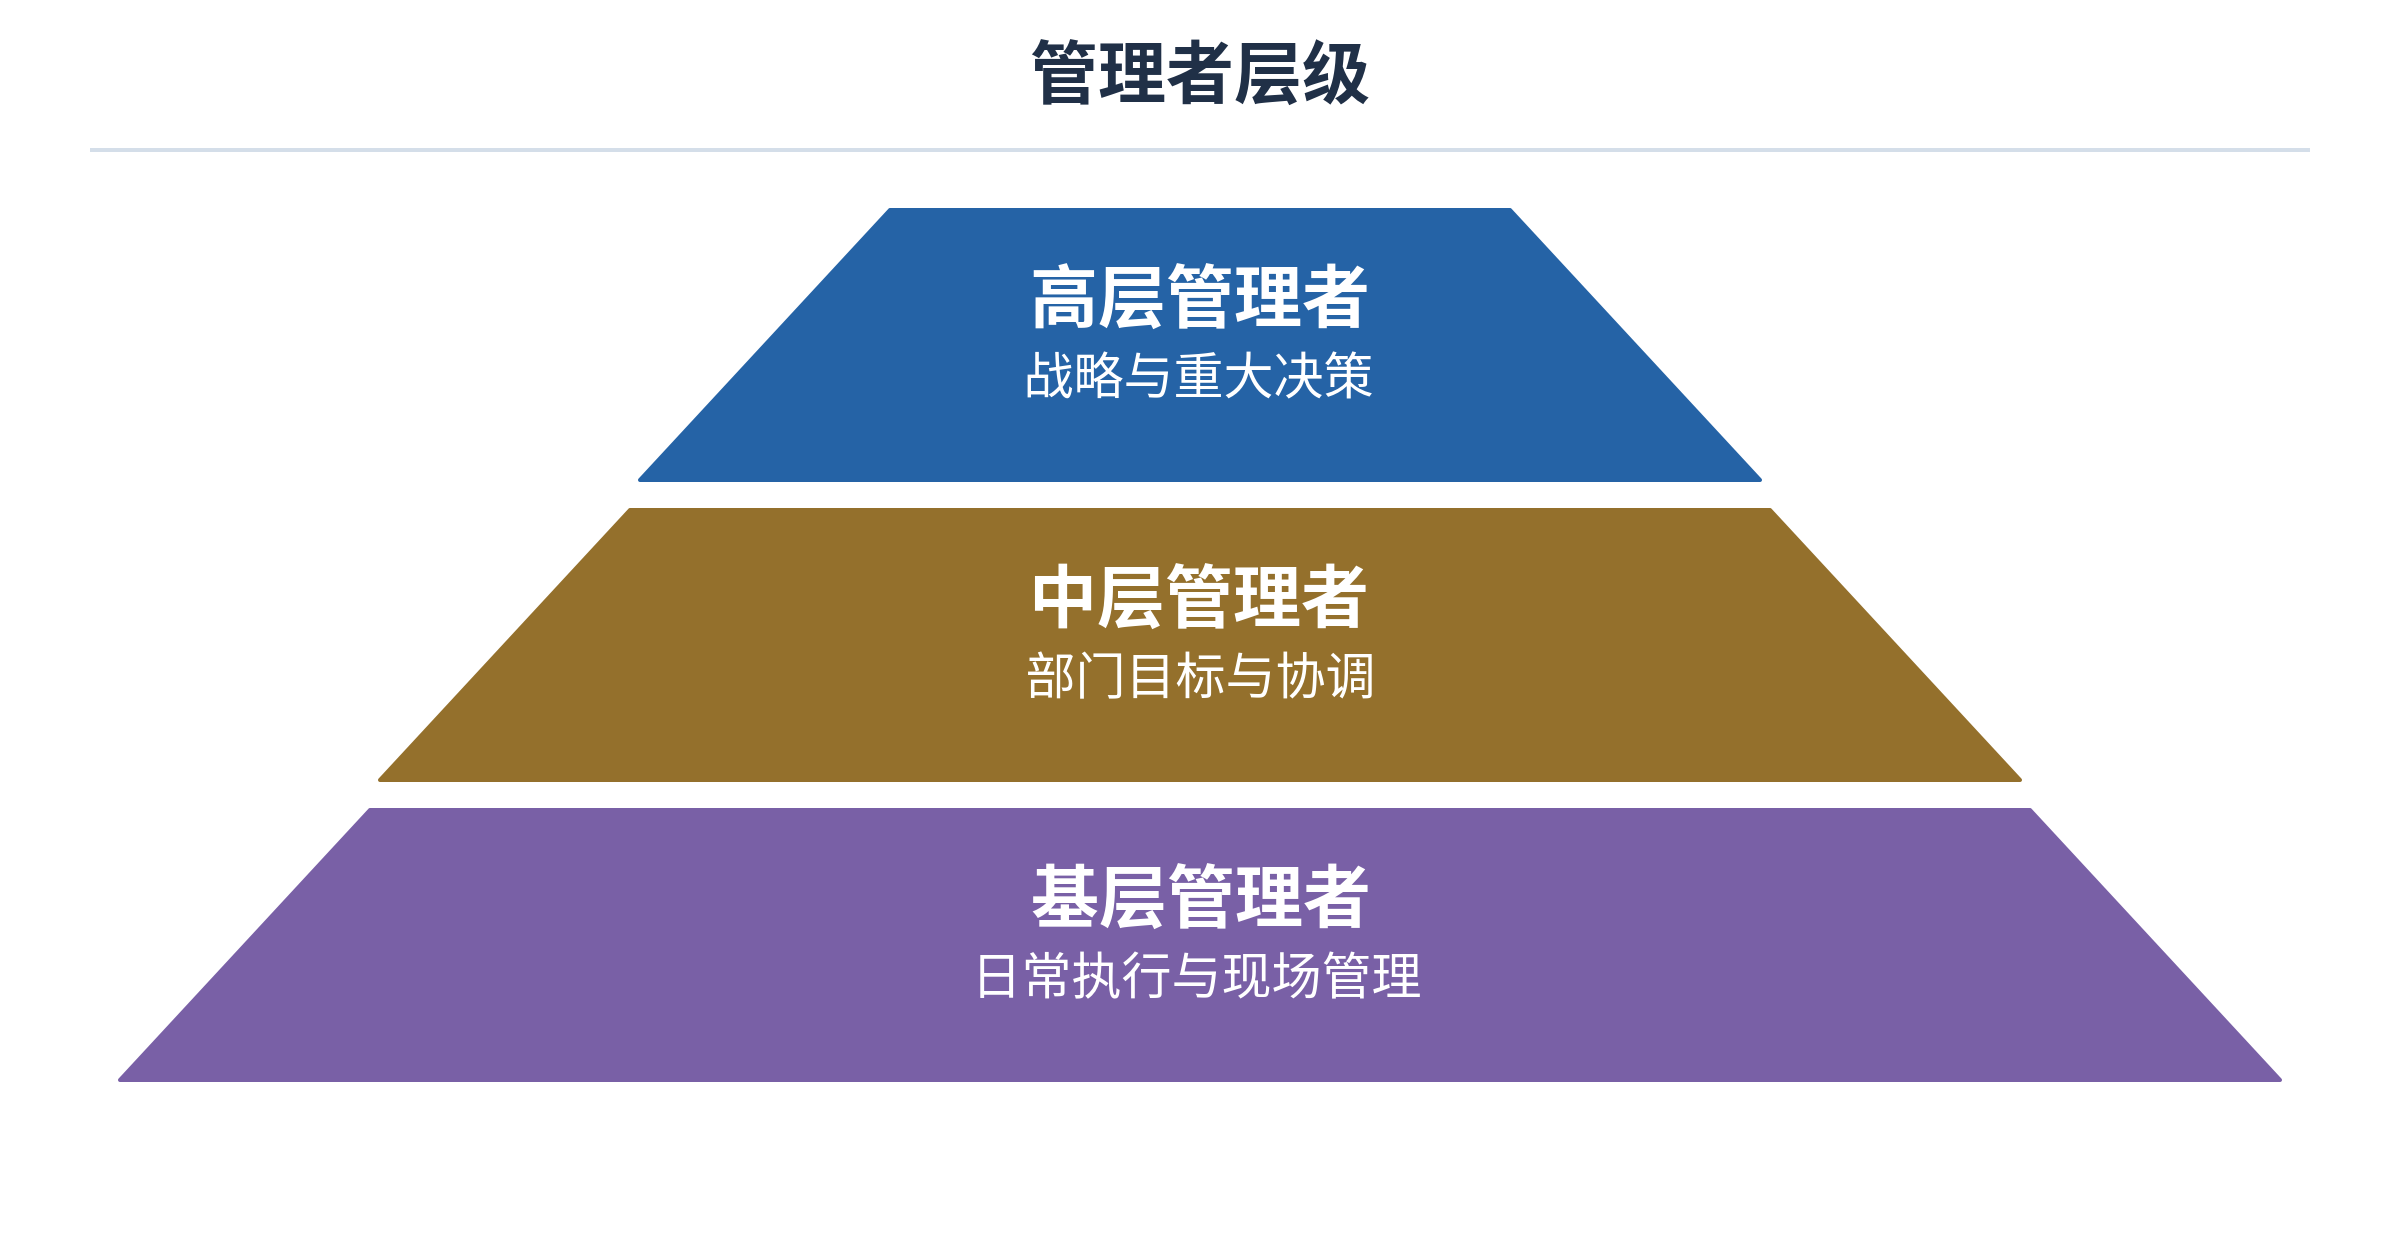 管理者层级
高层管理者
战略与重大决策
中层管理者
部门目标与协调
基层管理者
日常执行与现场管理